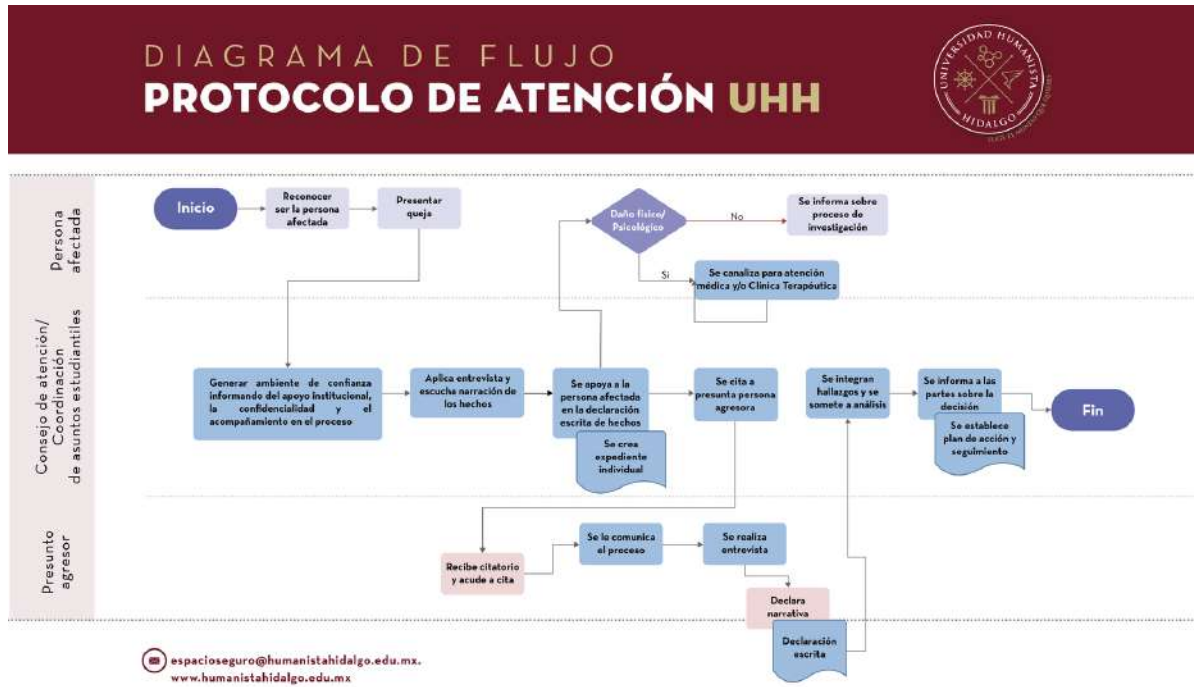 DIAGRAMA DE FLUJO
PROTOCOLO DE ATENCIÓN UHH
UNIVERSIDAD HUMANISTA
HIDALGO
Persona
afectada
Inicio
Reconocer
ser la persona
afectada
Presentar
queja
Daño físico/
Psicológico
No
Se informa sobre
proceso de
investigación
Si
Se canaliza para atención
médica y/o Clínica Terapéutica
Consejo de atención/
Coordinación
de asuntos estudiantiles
Generar ambiente de confianza
informando del apoyo institucional,
la confidencialidad y el
acompañamiento en el proceso
Aplica entrevista y
escucha narración de
los hechos
Se apoya a la
persona afectada
en la declaración
escrita de hechos
Se crea
expediente
individual
Se cita a
presunta persona
agresora
Se integran
hallazgos y se
somete a análisis
Se informa a las
partes sobre la
decisión
Se establece
plan de acción y
seguimiento
Fin
Presunto
agresor
Recibe citatorio
y acude a cita
Se le comunica
el proceso
Se realiza
entrevista
Declara
narrativa
Declaración
escrita
espacioseguro@humanistahidalgo.edu.mx.
www.humanistahidalgo.edu.mx